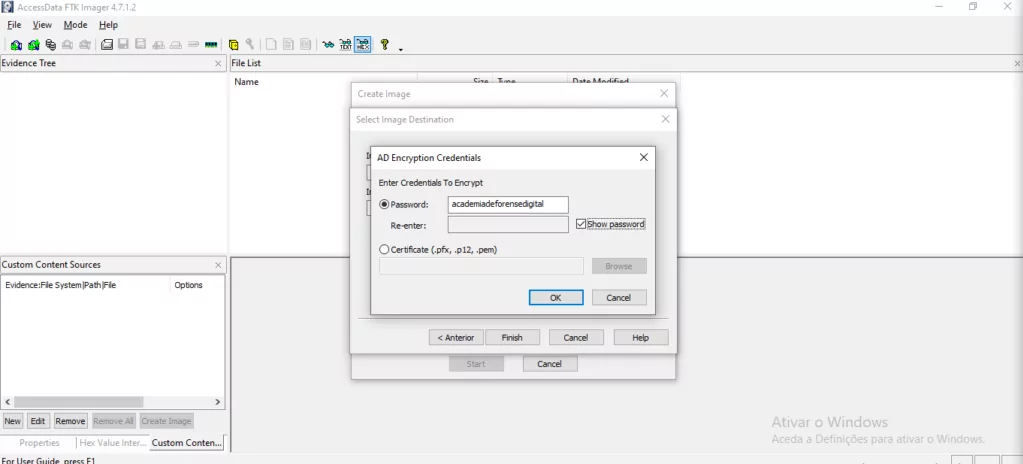 AccessData FTK Imager 4.7.1.2
File View Mode Help
TEXT HEX
Evidence Tree
File List
Name Size Type Date Modified
Create Image
Select Image Destination
AD Encryption Credentials
Enter Credentials To Encrypt
Password: academiadeforensedigital
Re-enter: Show password
Certificate (.pfx, .p12, .pem)
Browse
OK Cancel
< Anterior Finish Cancel Help
Start Cancel
Custom Content Sources
Evidence:File System|Path|File Options
New Edit Remove Remove All Create Image
Properties Hex Value Inter... Custom Conten...
For User Guide, press F1
Ativar o Windows
Aceda a Definições para ativar o Windows.